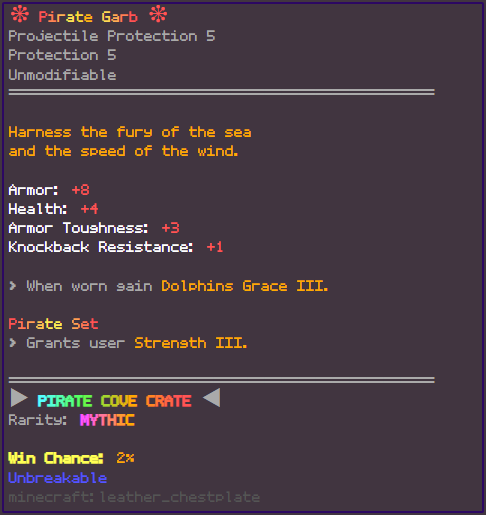 ❇ Pirate Garb ❇
Projectile Protection 5
Protection 5
Unmodifiable
Harness the fury of the sea
and the speed of the wind.
Armor: +8
Health: +4
Armor Toughness: +3
Knockback Resistance: +1
> When worn gain Dolphins Grace III.
Pirate Set
> Grants user Strength III.
▶ PIRATE COVE CRATE ◀
Rarity: MYTHIC
Win Chance: 2%
Unbreakable
minecraft:leather_chestplate